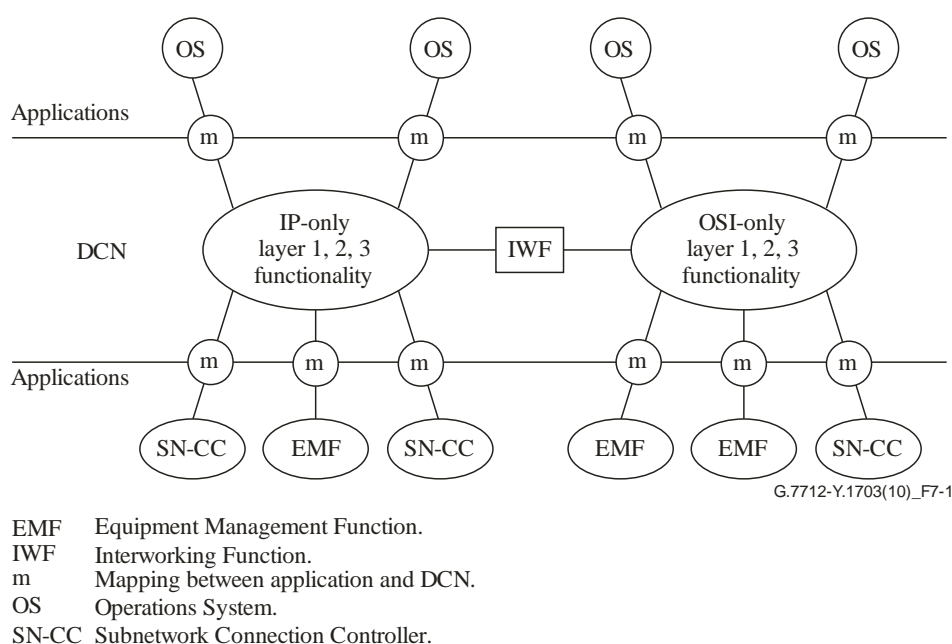 OS OS OS OS
Applications
m m m m
IP-only
layer 1, 2, 3
functionality
OSI-only
layer 1, 2, 3
functionality
DCN
IWF
m m m m m m
Applications
SN-CC EMF SN-CC EMF EMF SN-CC
G.7712-Y.1703(10)_F7-1
EMF Equipment Management Function.
IWF Interworking Function.
m Mapping between application and DCN.
OS Operations System.
SN-CC Subnetwork Connection Controller.